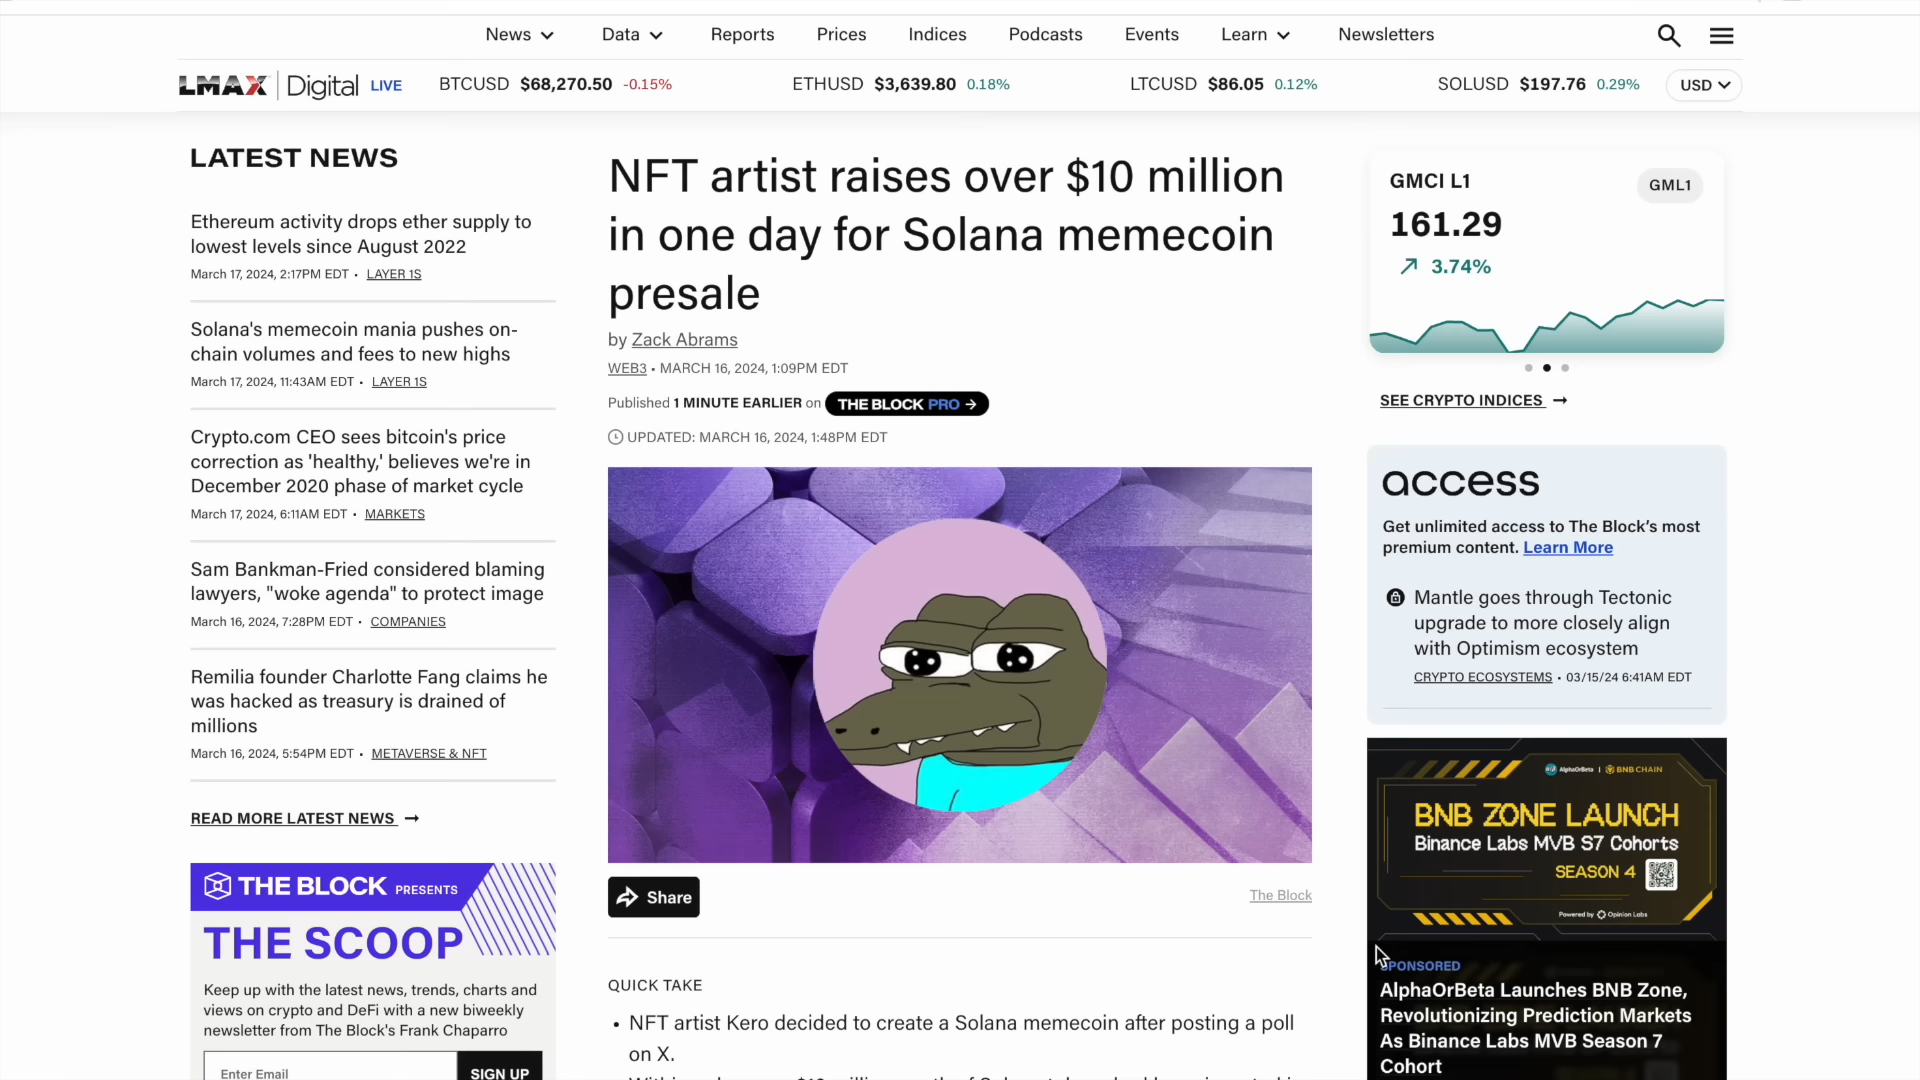 News
Data
Reports
Prices
Indices
Podcasts
Events
Learn
Newsletters
LMAX Digital LIVE
BTCUSD $68,270.50 -0.15%
ETHUSD $3,639.80 0.18%
LTCUSD $86.05 0.12%
SOLUSD $197.76 0.29%
USD
LATEST NEWS
Ethereum activity drops ether supply to
lowest levels since August 2022
March 17, 2024, 2:17PM EDT • LAYER 1S
Solana's memecoin mania pushes on-
chain volumes and fees to new highs
March 17, 2024, 11:43AM EDT • LAYER 1S
Crypto.com CEO sees bitcoin's price
correction as 'healthy,' believes we're in
December 2020 phase of market cycle
March 17, 2024, 6:11AM EDT • MARKETS
Sam Bankman-Fried considered blaming
lawyers, "woke agenda" to protect image
March 16, 2024, 7:28PM EDT • COMPANIES
Remilia founder Charlotte Fang claims he
was hacked as treasury is drained of
millions
March 16, 2024, 5:54PM EDT • METAVERSE & NFT
READ MORE LATEST NEWS →
THE BLOCK PRESENTS
THE SCOOP
Keep up with the latest news, trends, charts and
views on crypto and DeFi with a new biweekly
newsletter from The Block's Frank Chaparro
Enter Email
SIGN UP
NFT artist raises over $10 million
in one day for Solana memecoin
presale
by Zack Abrams
WEB3 • MARCH 16, 2024, 1:09PM EDT
Published 1 MINUTE EARLIER on THE BLOCK PRO →
UPDATED: MARCH 16, 2024, 1:48PM EDT
Share
The Block
QUICK TAKE
• NFT artist Kero decided to create a Solana memecoin after posting a poll
on X.
GMCI L1
GML1
161.29
3.74%
SEE CRYPTO INDICES →
access
Get unlimited access to The Block's most
premium content. Learn More
Mantle goes through Tectonic
upgrade to more closely align
with Optimism ecosystem
CRYPTO ECOSYSTEMS • 03/15/24 6:41AM EDT
AlphaOrBeta | BNB CHAIN
BNB ZONE LAUNCH
Binance Labs MVB S7 Cohorts
SEASON 4
Powered by Opinion Labs
SPONSORED
AlphaOrBeta Launches BNB Zone,
Revolutionizing Prediction Markets
As Binance Labs MVB Season 7
Cohort